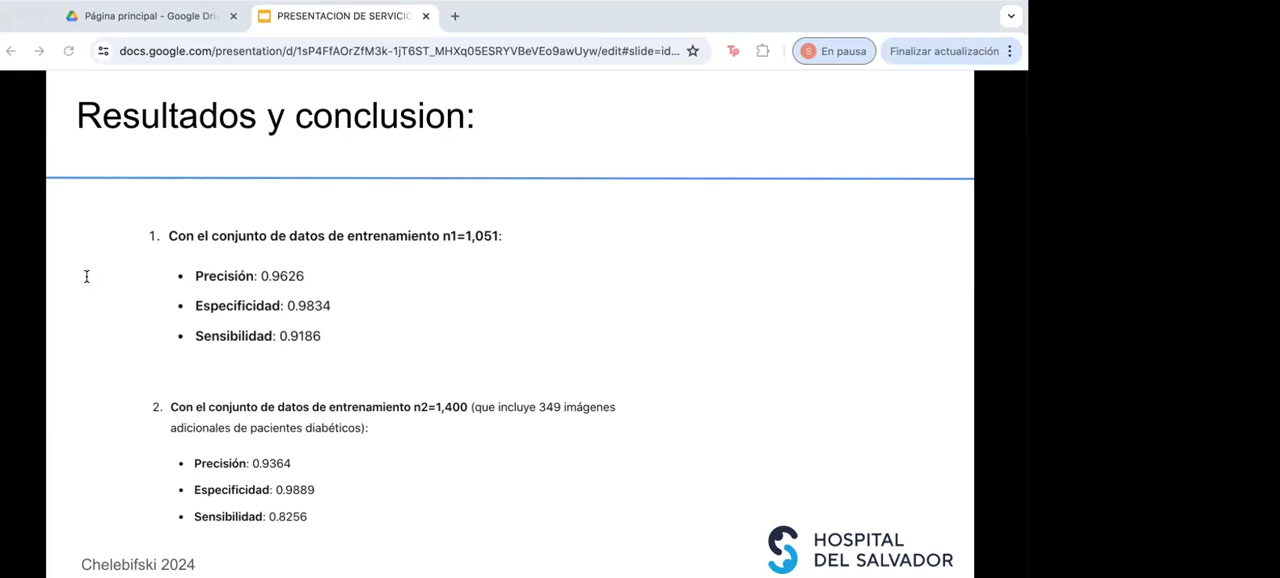 Página principal - Google Dri
PRESENTACION DE SERVICIO
docs.google.com/presentation/d/1sP4FfAOrZfM3k-1jT6ST_MHXq05ESRYVBeVEo9awUyw/edit#slide=id...
Tp
S
En pausa
Finalizar actualización
Resultados y conclusion:
1. Con el conjunto de datos de entrenamiento n1=1,051:
• Precisión: 0.9626
• Especificidad: 0.9834
• Sensibilidad: 0.9186
2. Con el conjunto de datos de entrenamiento n2=1,400 (que incluye 349 imágenes
adicionales de pacientes diabéticos):
• Precisión: 0.9364
• Especificidad: 0.9889
• Sensibilidad: 0.8256
HOSPITAL
DEL SALVADOR
Chelebifski 2024